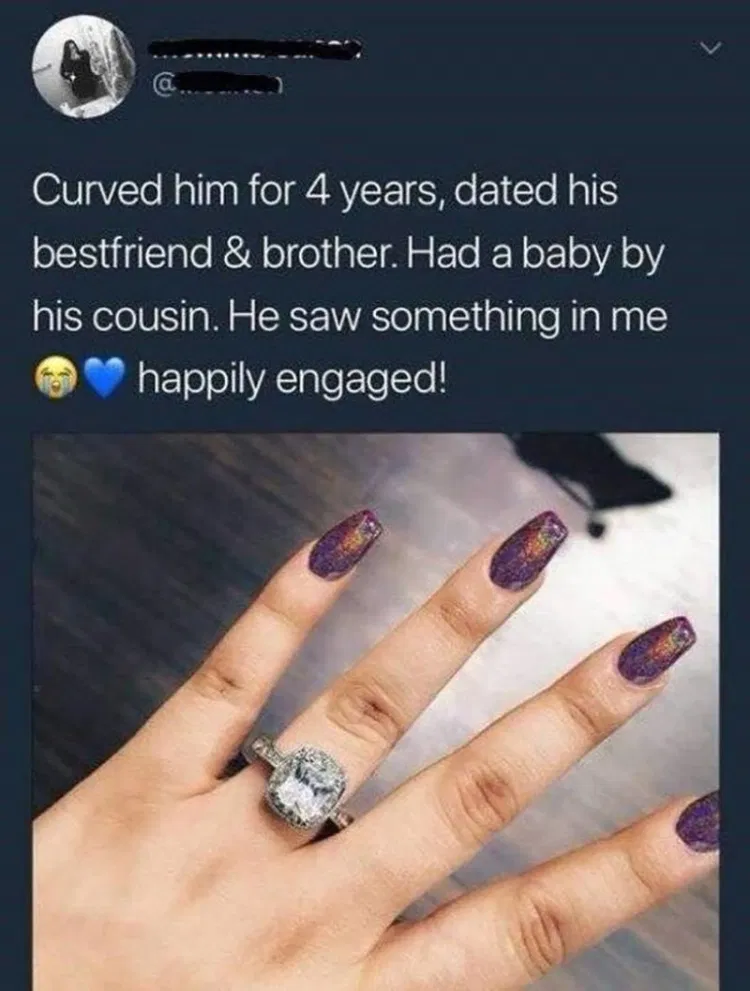 @
Curved him for 4 years, dated his
bestfriend & brother. Had a baby by
his cousin. He saw something in me
😭💙 happily engaged!